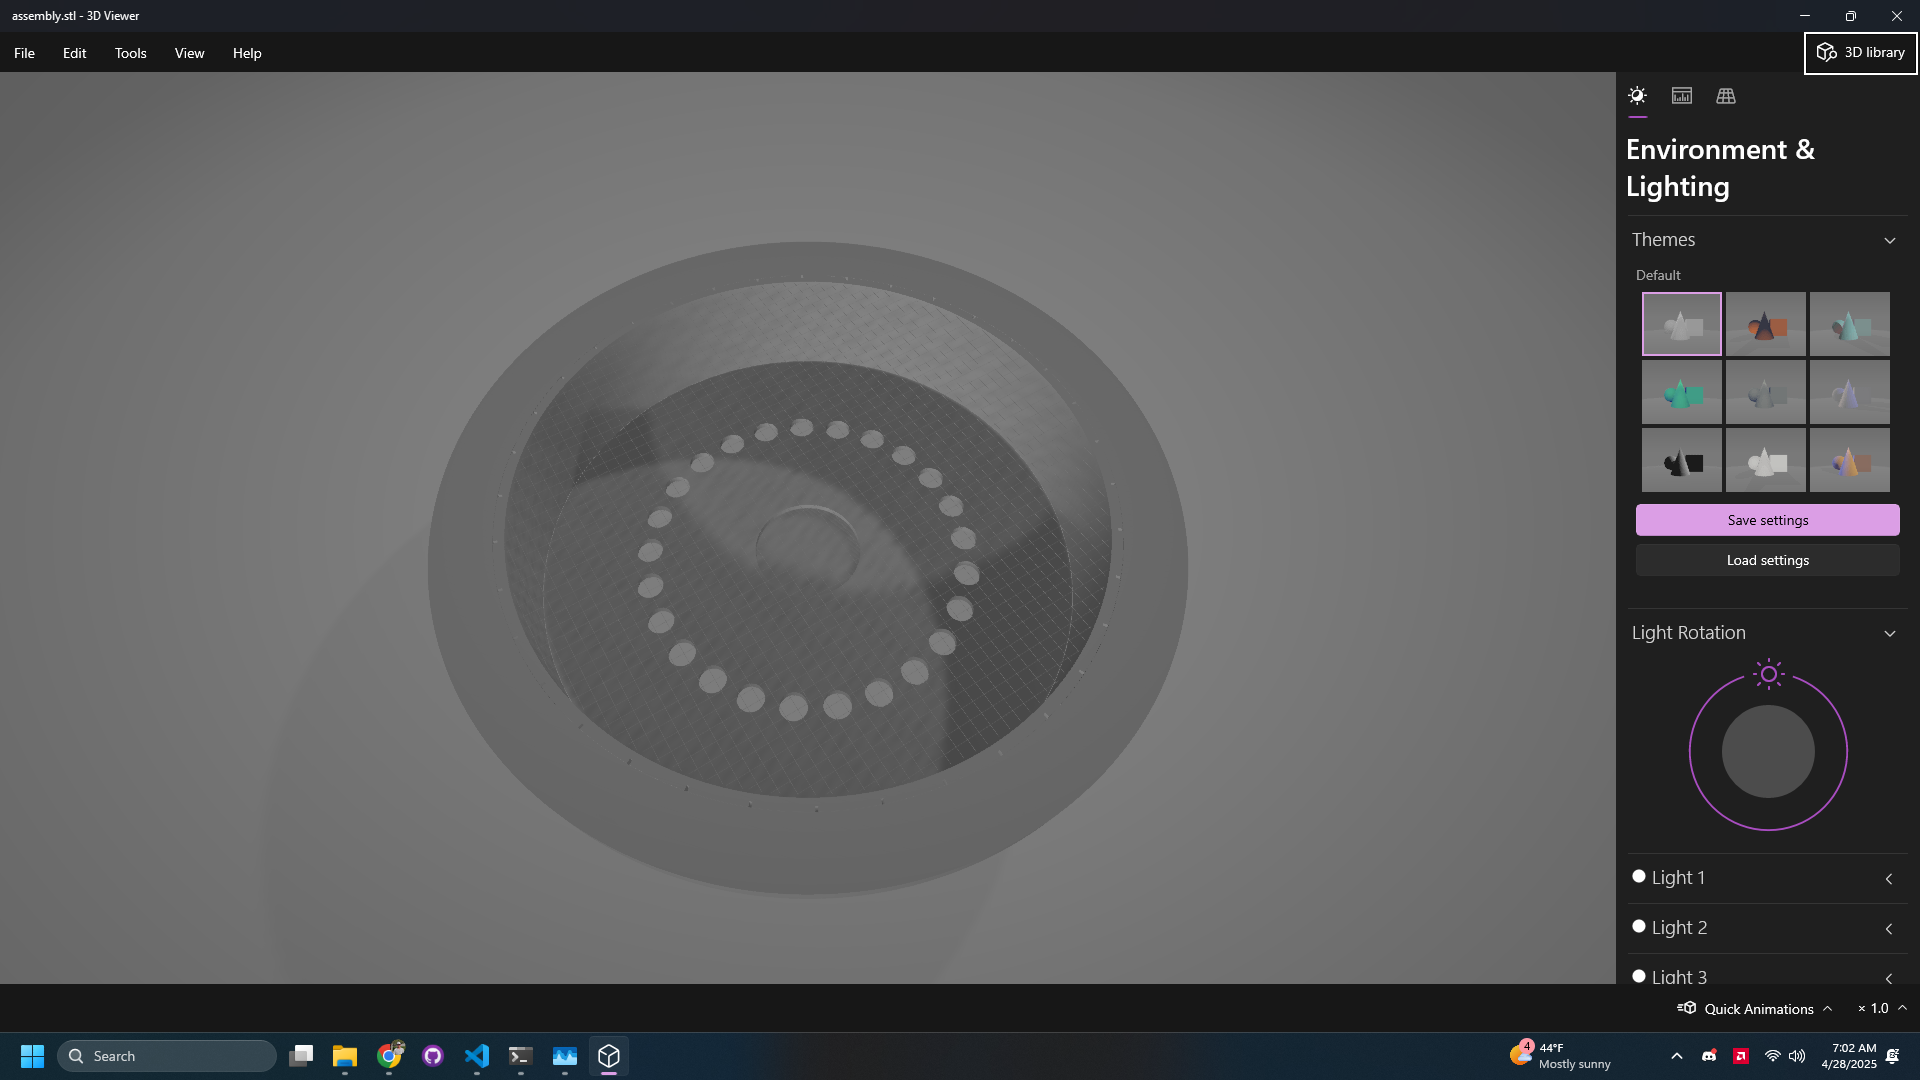 assembly.stl - 3D Viewer
File Edit Tools View Help
3D library
Environment &
Lighting
Themes
Default
Save settings
Load settings
Light Rotation
Light 1
Light 2
Light 3
Quick Animations
× 1.0
Search
4
44°F
Mostly sunny
7:02 AM
4/28/2025